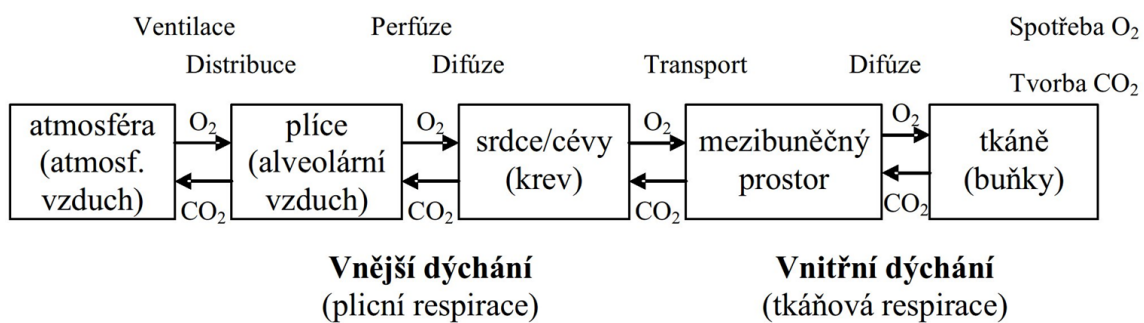 Ventilace Perfúze Spotřeba O₂
Distribuce Difúze Transport Difúze
Tvorba CO₂
atmosféra
(atmosf.
vzduch)
O₂
CO₂
plíce
(alveolární
vzduch)
O₂
CO₂
srdce/cévy
(krev)
O₂
CO₂
mezibuněčný
prostor
O₂
CO₂
tkáně
(buňky)
Vnější dýchání
(plicní respirace)
Vnitřní dýchání
(tkáňová respirace)